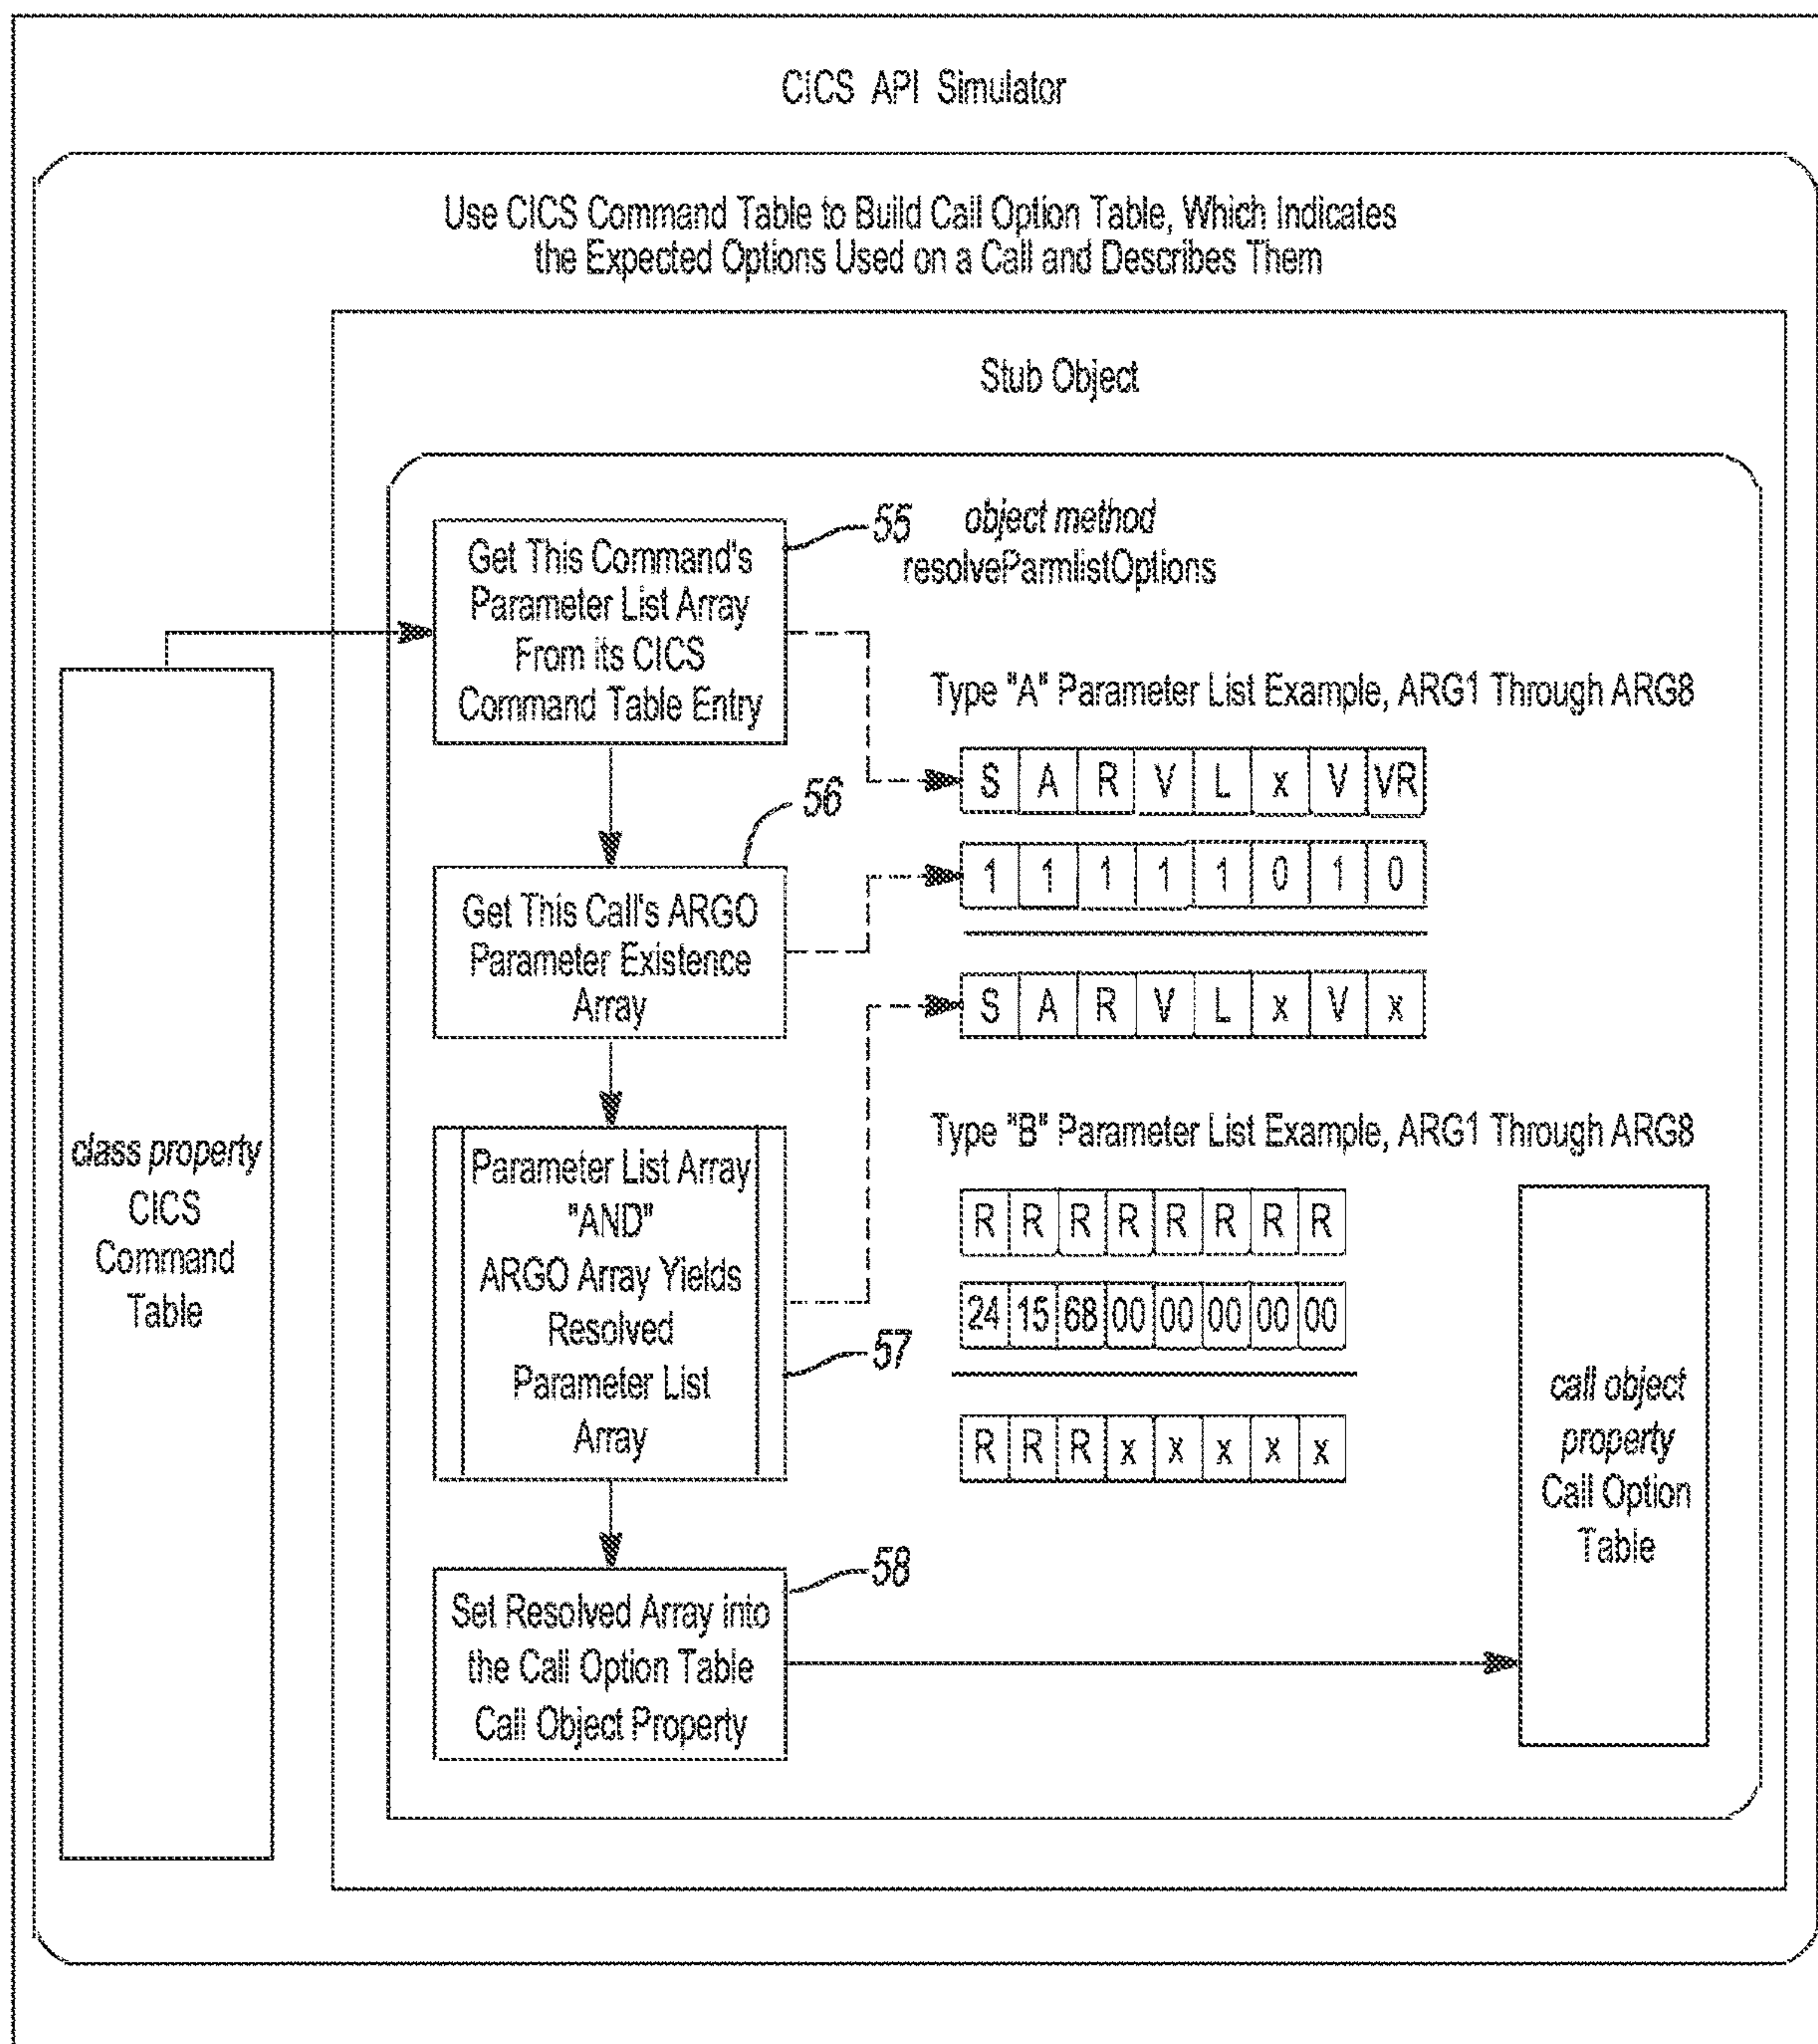 CICS API Simulator
Use CICS Command Table to Build Call Option Table, Which Indicates
the Expected Options Used on a Call and Describes Them
Stub Object
55
object method
resolveParmlistOptions
Get This Command's
Parameter List Array
From its CICS
Command Table Entry
Type "A" Parameter List Example, ARG1 Through ARG8
S A R V L x V VR
56
1 1 1 1 1 0 1 0
Get This Call's ARGO
Parameter Existence
Array
S A R V L x V x
class property
CICS
Command
Table
Type "B" Parameter List Example, ARG1 Through ARG8
Parameter List Array
"AND"
ARGO Array Yields
Resolved
Parameter List
Array
57
R R R R R R R R
24 15 68 00 00 00 00 00
R R R x x x x x
call object
property
Call Option
Table
58
Set Resolved Array into
the Call Option Table
Call Object Property